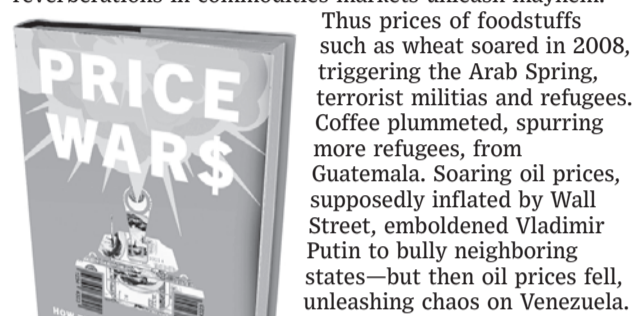 reverberations in commodities markets unleash mayhem.
Thus prices of foodstuffs
such as wheat soared in 2008,
triggering the Arab Spring,
terrorist militias and refugees.
Coffee plummeted, spurring
more refugees, from
Guatemala. Soaring oil prices,
supposedly inflated by Wall
Street, emboldened Vladimir
Putin to bully neighboring
states—but then oil prices fell,
unleashing chaos on Venezuela.
PRICE
WAR$